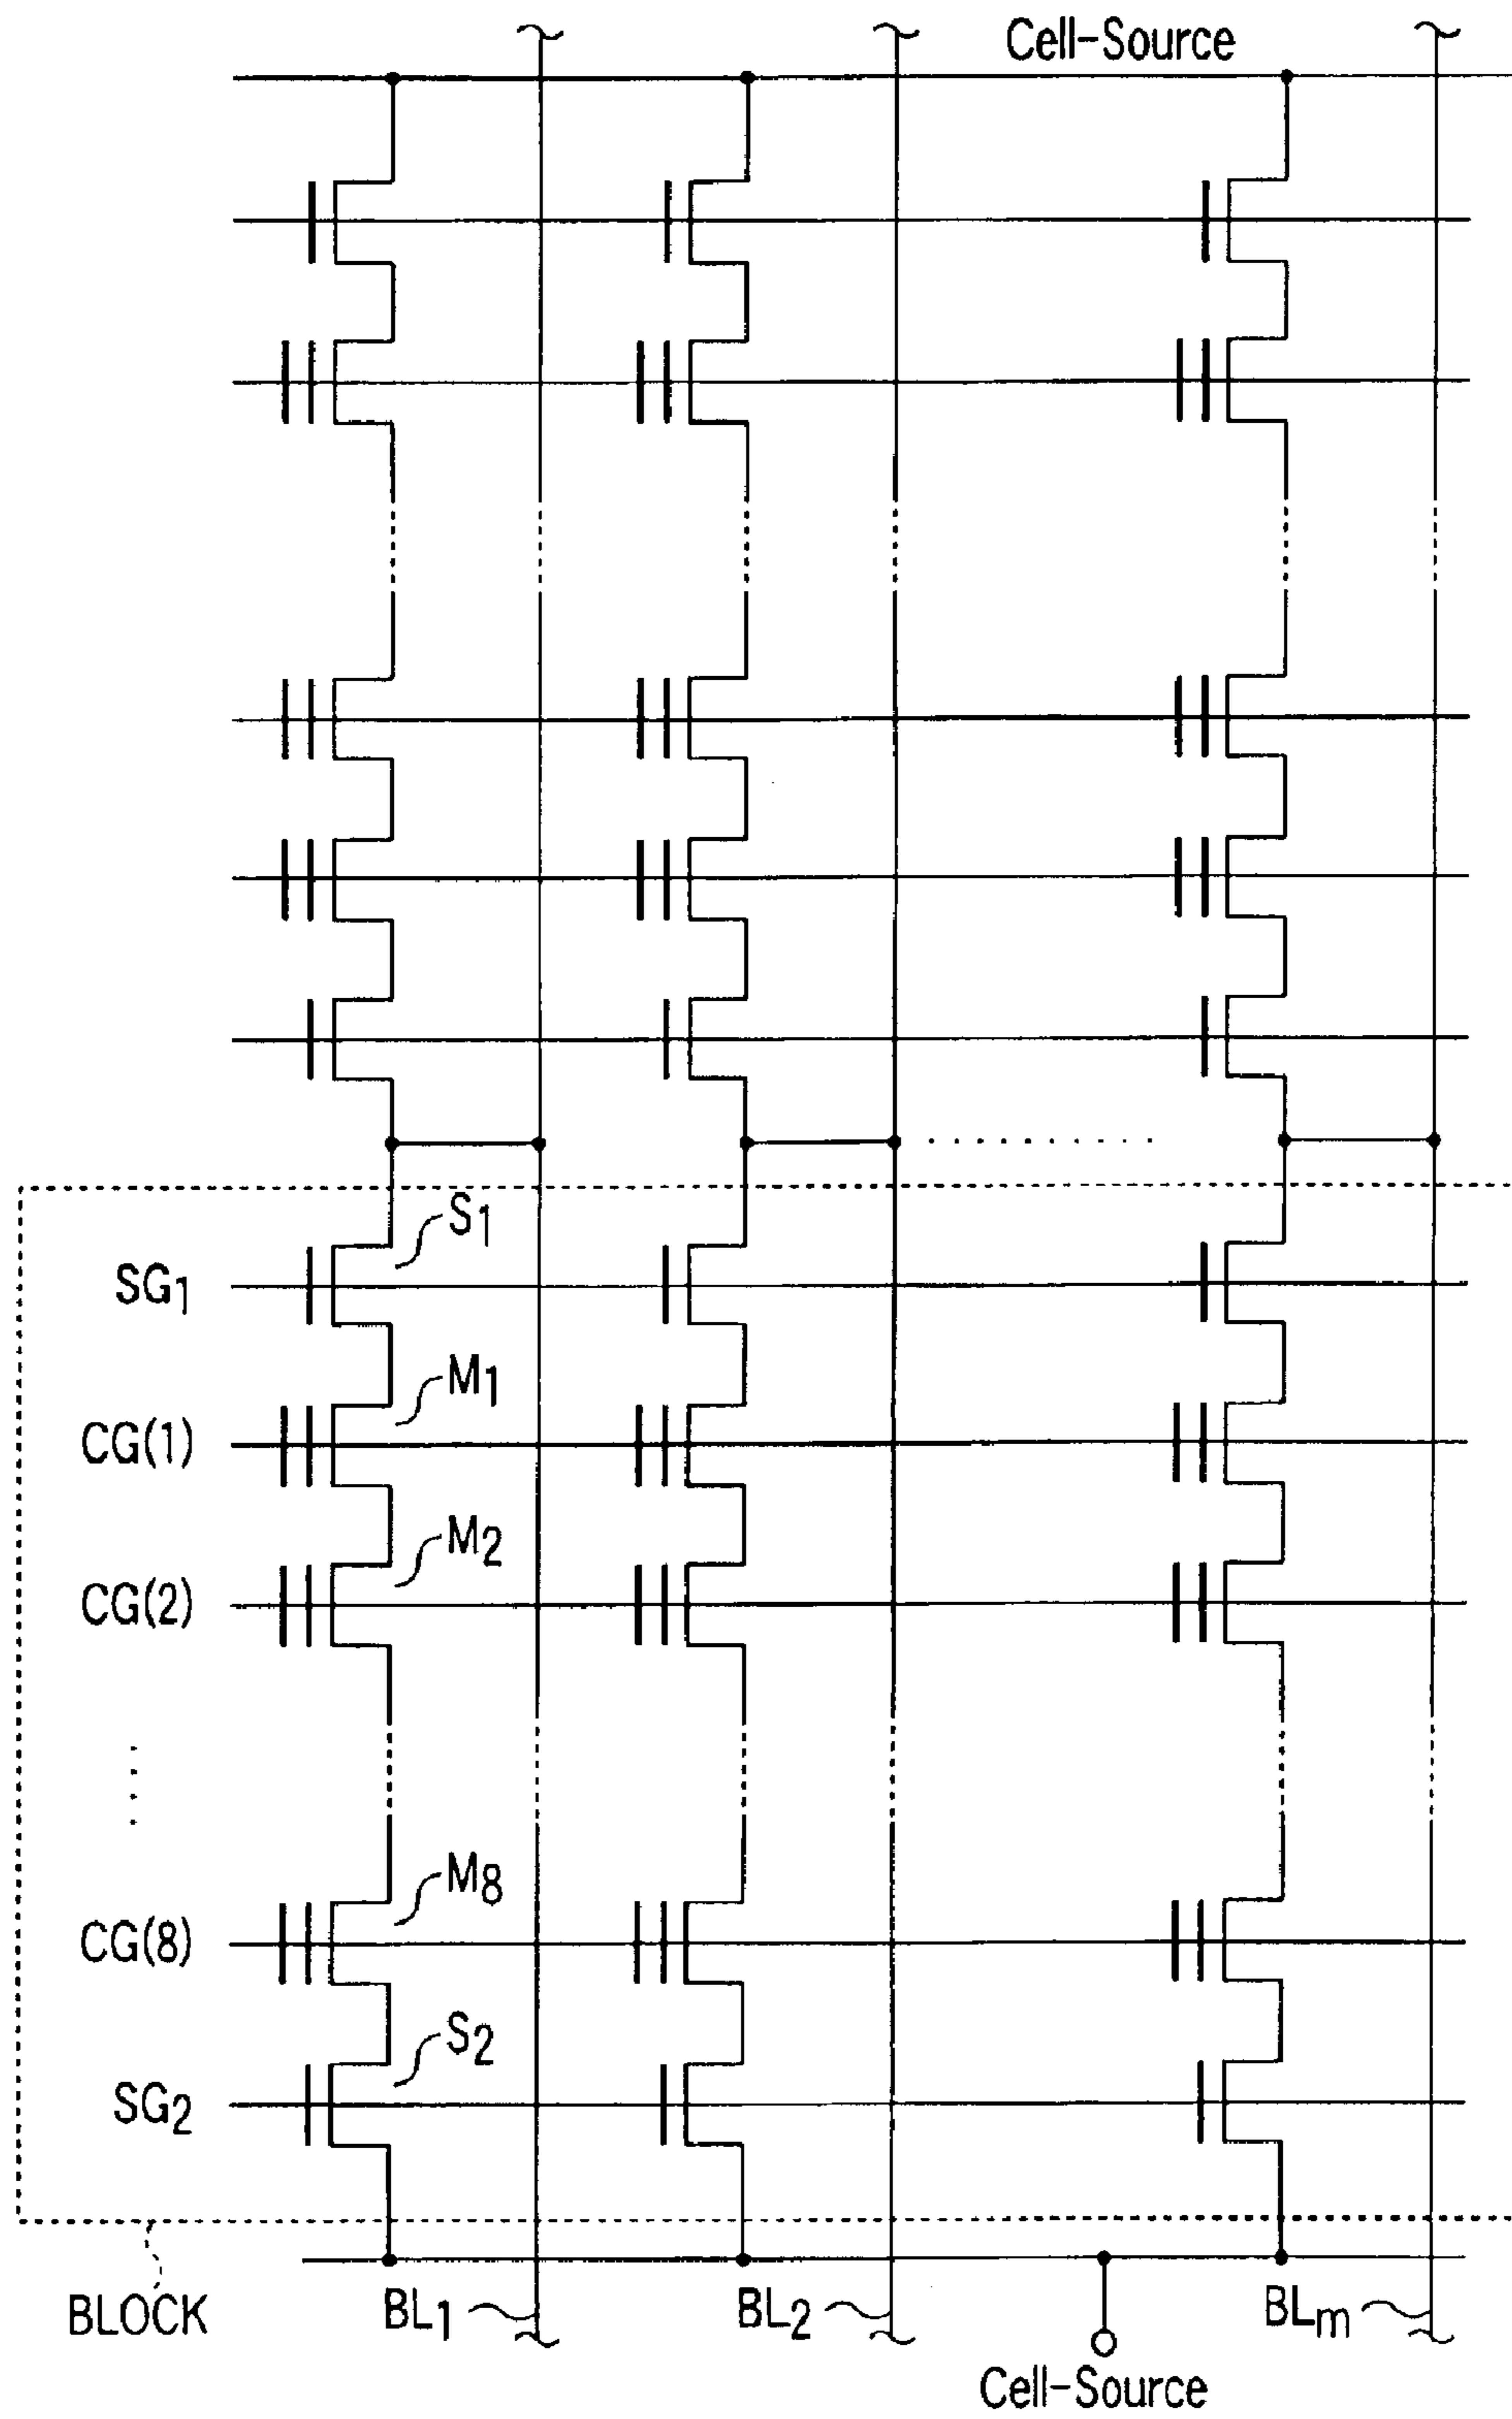 Cell-Source
S1
SG1
M1
CG(1)
M2
CG(2)
M8
CG(8)
S2
SG2
BLOCK
BL1
BL2
BLm
Cell-Source